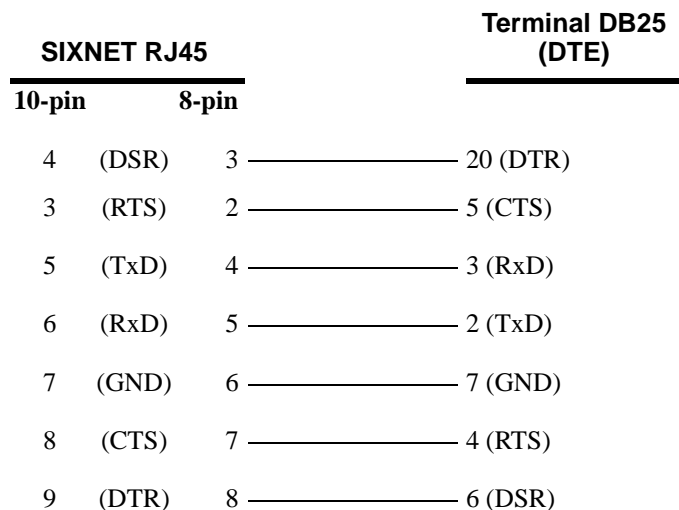 Terminal DB25
SIXNET RJ45 (DTE)
10-pin 8-pin
4 (DSR) 3 20 (DTR)
3 (RTS) 2 5 (CTS)
5 (TxD) 4 3 (RxD)
6 (RxD) 5 2 (TxD)
7 (GND) 6 7 (GND)
8 (CTS) 7 4 (RTS)
9 (DTR) 8 6 (DSR)